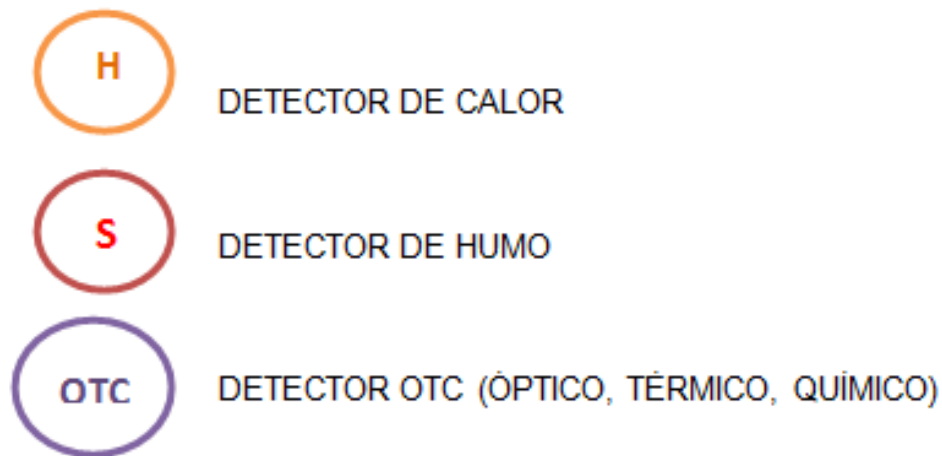 H
DETECTOR DE CALOR
S
DETECTOR DE HUMO
OTC
DETECTOR OTC (ÓPTICO, TÉRMICO, QUÍMICO)